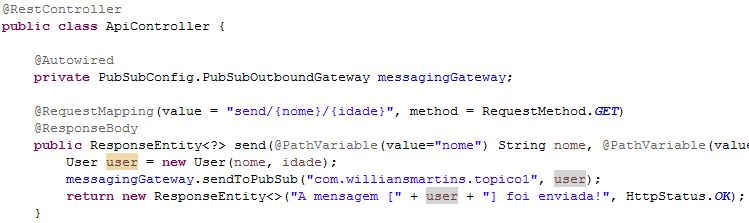 @RestController
public class ApiController {
@Autowired
private PubSubConfig.PubSubOutboundGateway messagingGateway;
@RequestMapping(value = "send/{nome}/{idade}", method = RequestMethod.GET)
@ResponseBody
public ResponseEntity<?> send(@PathVariable(value="nome") String nome, @PathVariable(valu
User user = new User(nome, idade);
messagingGateway.sendToPubSub("com.williansmartins.topico1", user);
return new ResponseEntity<>("A mensagem [" + user + "] foi enviada!", HttpStatus.OK);
}